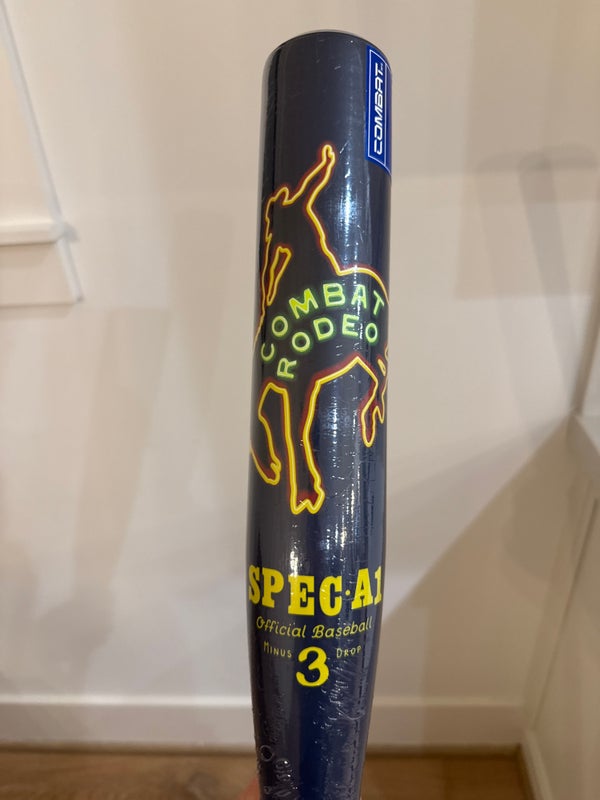 COMBAT
COMBAT
RODEO
SPEC·A1
Official Baseball
MINUS 3 DROP